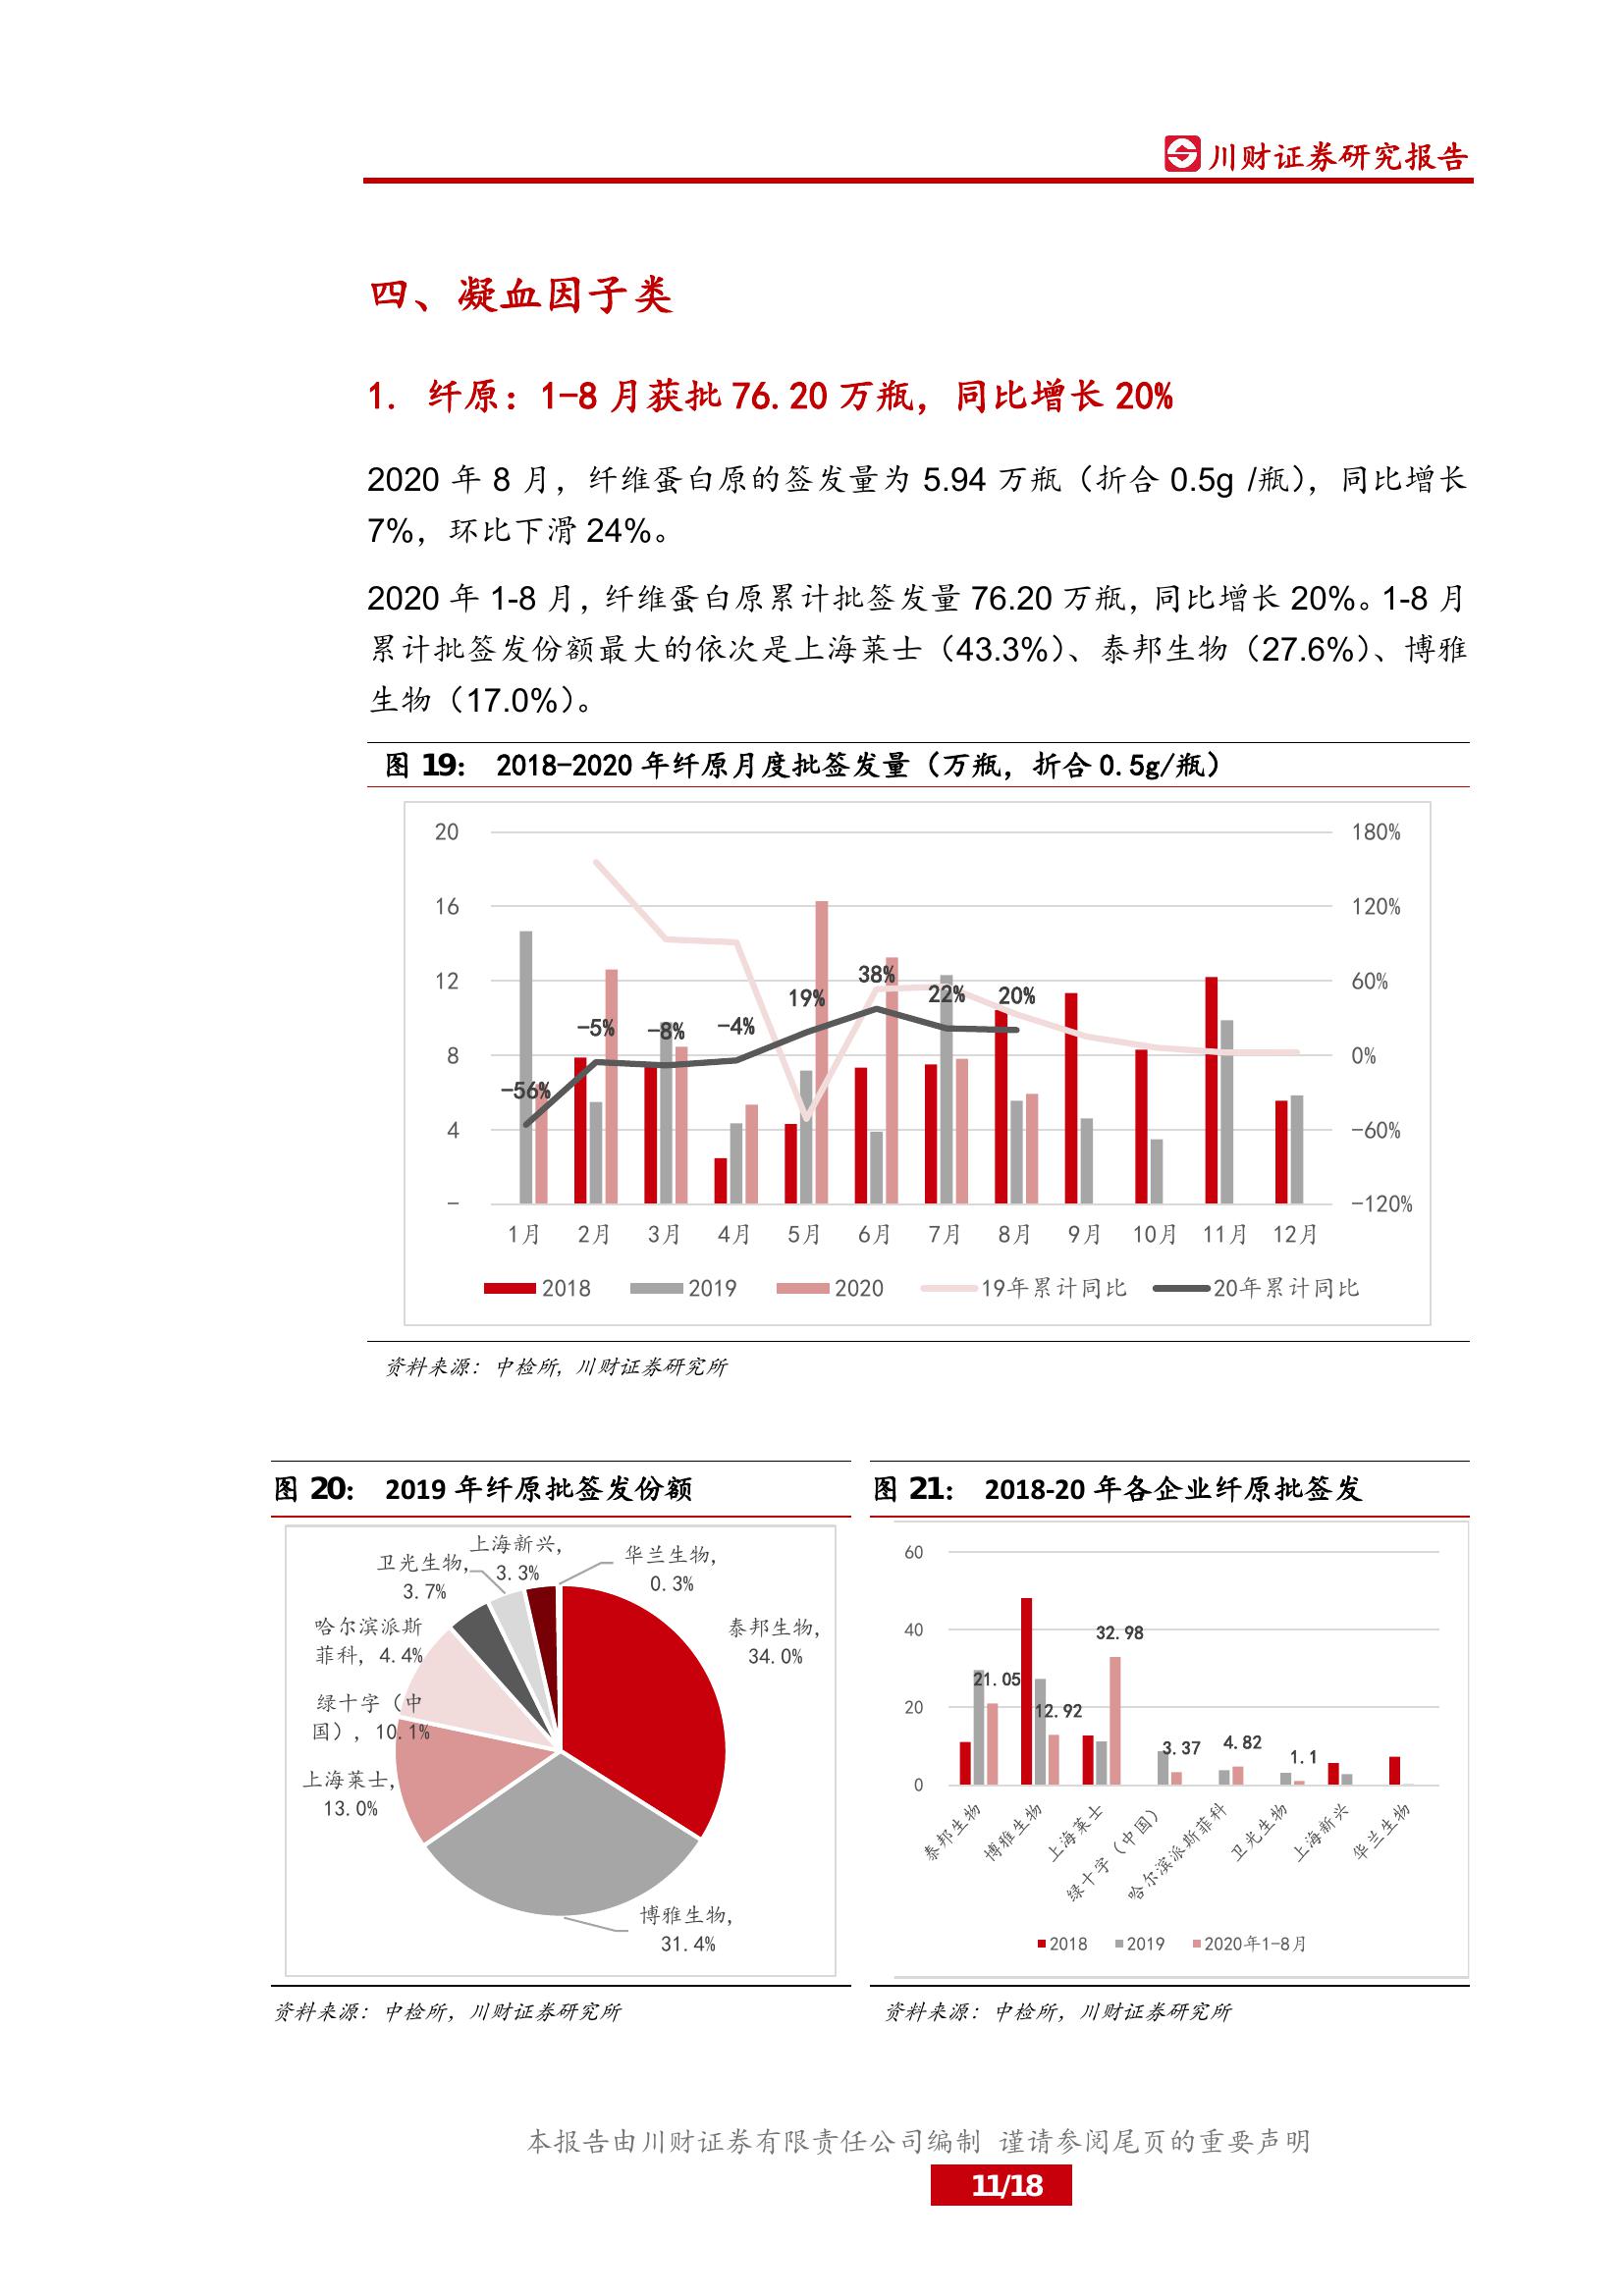 川财证券研究报告
四、凝血因子类
1. 纤原：1-8 月获批 76.20 万瓶，同比增长 20%
2020 年 8 月，纤维蛋白原的签发量为 5.94 万瓶（折合 0.5g /瓶），同比增长
7%，环比下滑 24%。
2020 年 1-8 月，纤维蛋白原累计批签发量 76.20 万瓶，同比增长 20%。1-8 月
累计批签发份额最大的依次是上海莱士（43.3%）、泰邦生物（27.6%）、博雅
生物（17.0%）。
图 19： 2018-2020 年纤原月度批签发量（万瓶，折合 0.5g/瓶）
20 180%
16 120%
12 60%
8 0%
4 -60%
- -120%
-56% -5% -8% -4% 19% 38% 22% 20%
1月 2月 3月 4月 5月 6月 7月 8月 9月 10月 11月 12月
2018 2019 2020 19年累计同比 20年累计同比
资料来源：中检所，川财证券研究所
图 20： 2019 年纤原批签发份额
上海新兴,
3.3%
华兰生物,
0.3%
卫光生物,
3.7%
泰邦生物,
34.0%
哈尔滨派斯
菲科, 4.4%
绿十字（中
国）, 10.1%
上海莱士,
13.0%
博雅生物,
31.4%
资料来源：中检所，川财证券研究所
图 21： 2018-20 年各企业纤原批签发
60
40
20
0
21.05 12.92 32.98 3.37 4.82 1.1
泰邦生物
博雅生物
上海莱士
绿十字（中国）
哈尔滨派斯菲科
卫光生物
上海新兴
华兰生物
2018 2019 2020年1-8月
资料来源：中检所，川财证券研究所
本报告由川财证券有限责任公司编制 谨请参阅尾页的重要声明
11/18